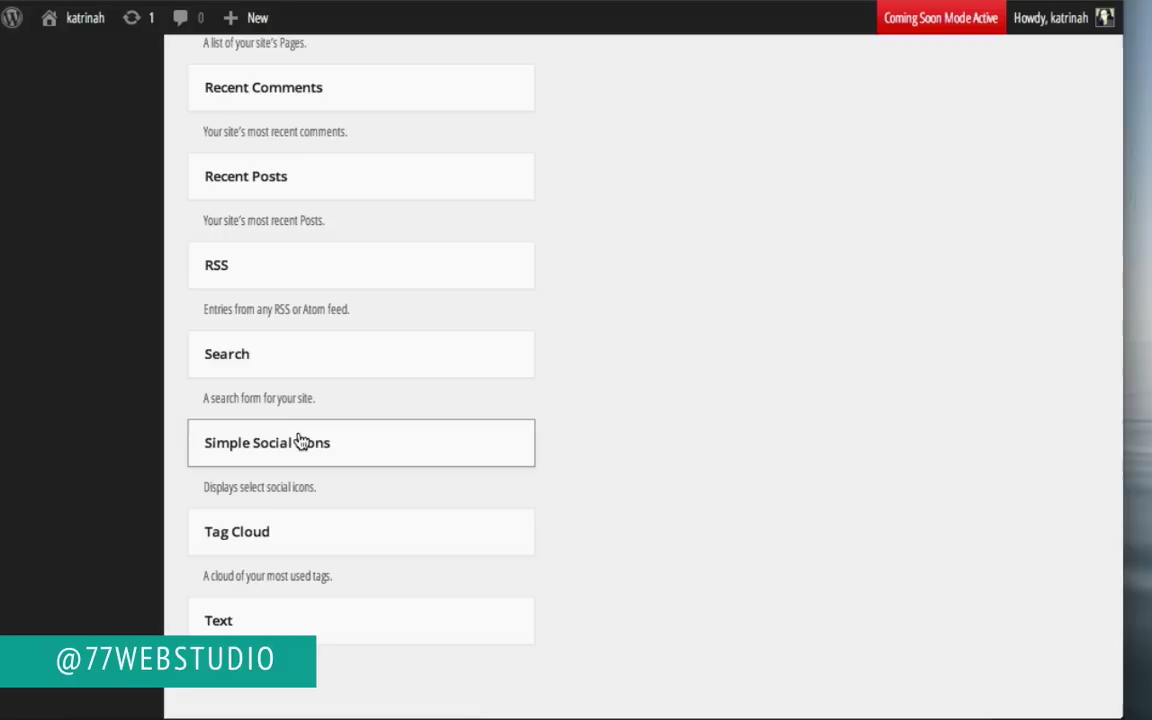 katrinah 1 0 New Coming Soon Mode Active Howdy, katrinah
A list of your site's Pages.
Recent Comments
Your site's most recent comments.
Recent Posts
Your site's most recent Posts.
RSS
Entries from any RSS or Atom feed.
Search
A search form for your site.
Simple Social Icons
Displays select social icons.
Tag Cloud
A cloud of your most used tags.
Text
@77WEBSTUDIO